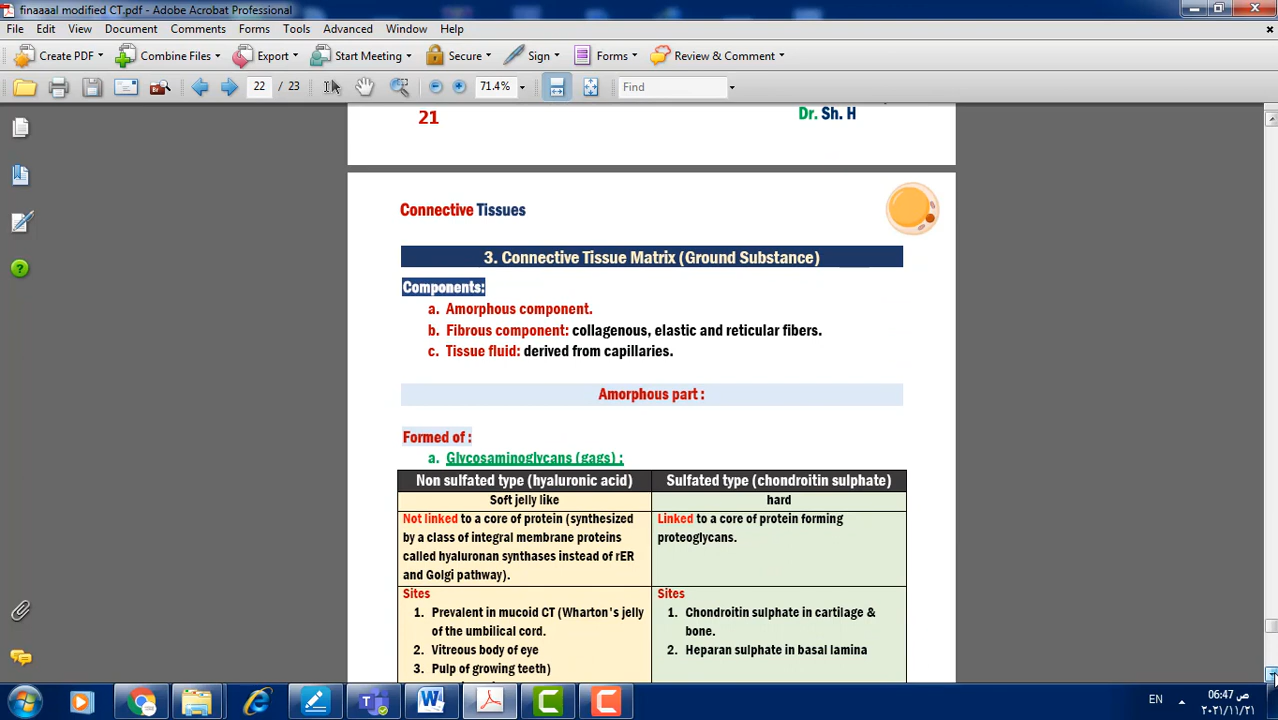 finaaaal modified CT.pdf - Adobe Acrobat Professional
File Edit View Document Comments Forms Tools Advanced Window Help
Create PDF Combine Files Export Start Meeting Secure Sign Forms Review & Comment
22 / 23 71.4% Find
21 Dr. Sh. H
Connective Tissues
3. Connective Tissue Matrix (Ground Substance)
Components:
a. Amorphous component.
b. Fibrous component: collagenous, elastic and reticular fibers.
c. Tissue fluid: derived from capillaries.
Amorphous part :
Formed of :
a. Glycosaminoglycans (gags) :
Non sulfated type (hyaluronic acid) Sulfated type (chondroitin sulphate)
Soft jelly like hard
Not linked to a core of protein (synthesized
by a class of integral membrane proteins
called hyaluronan synthases instead of rER
and Golgi pathway).
Linked to a core of protein forming
proteoglycans.
Sites
1. Prevalent in mucoid CT (Wharton's jelly
of the umbilical cord.
2. Vitreous body of eye
3. Pulp of growing teeth)
Sites
1. Chondroitin sulphate in cartilage &
bone.
2. Heparan sulphate in basal lamina
EN
06:47 ص
٢٠٢١/١١/٢١